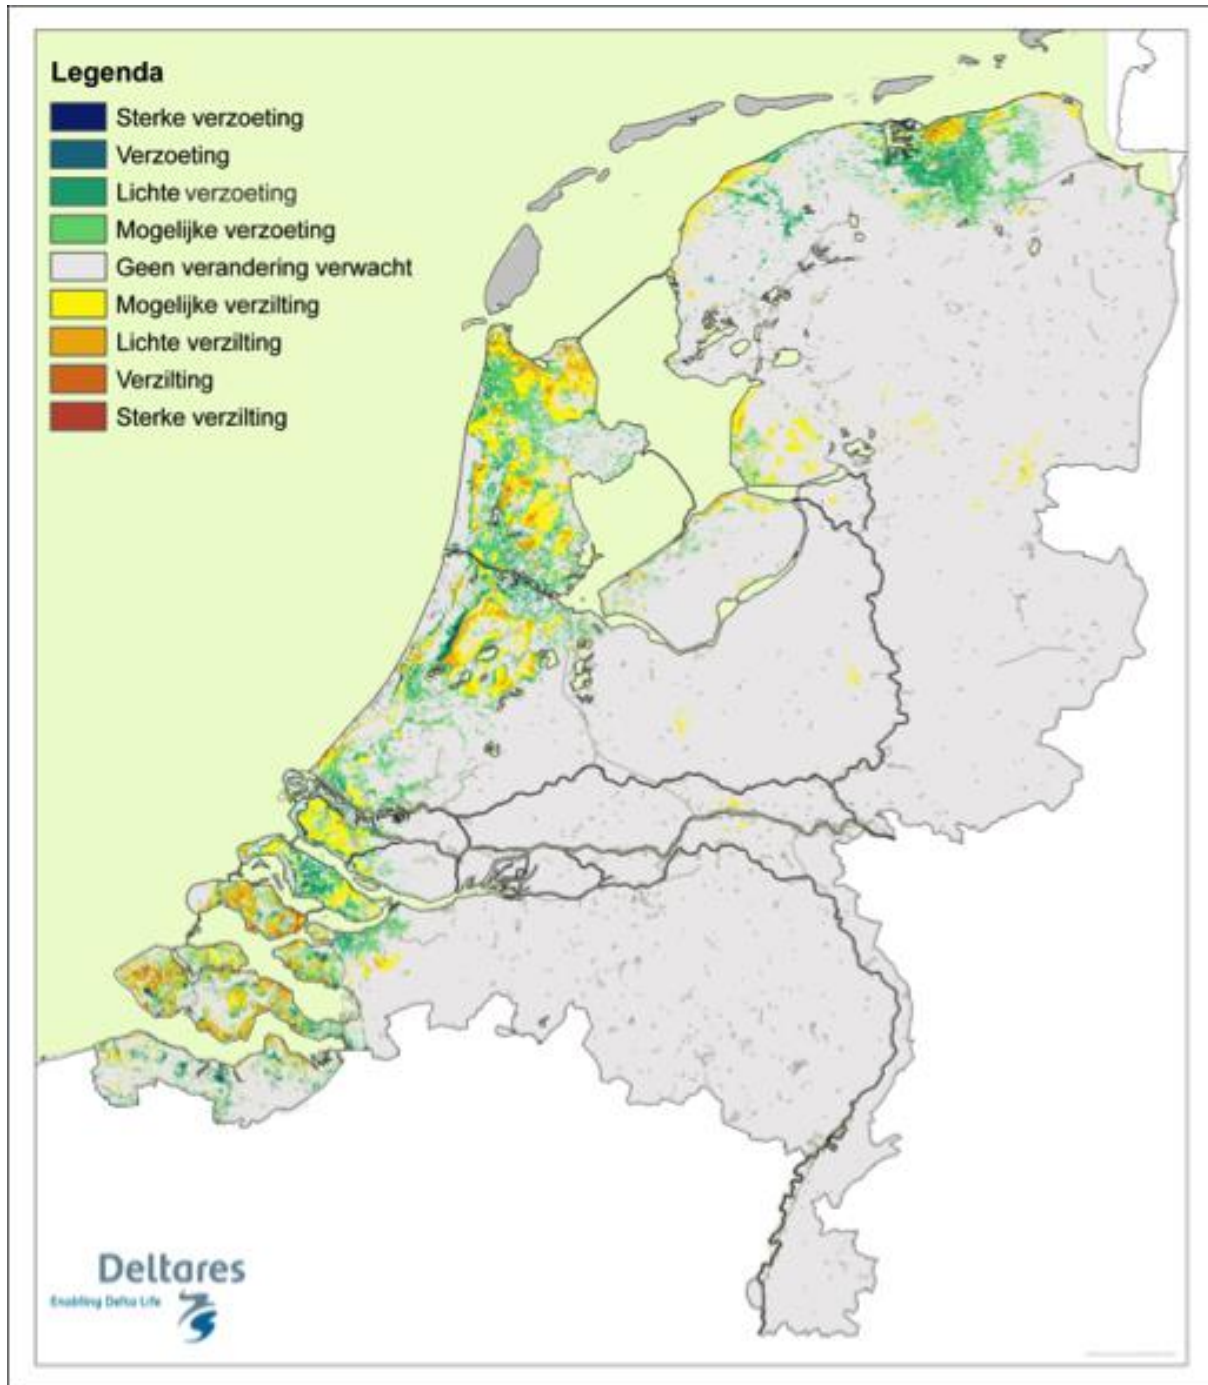 Legenda
Sterke verzoeting
Verzoeting
Lichte verzoeting
Mogelijke verzoeting
Geen verandering verwacht
Mogelijke verzilting
Lichte verzilting
Verzilting
Sterke verzilting
Deltares
Enabling Delta Life